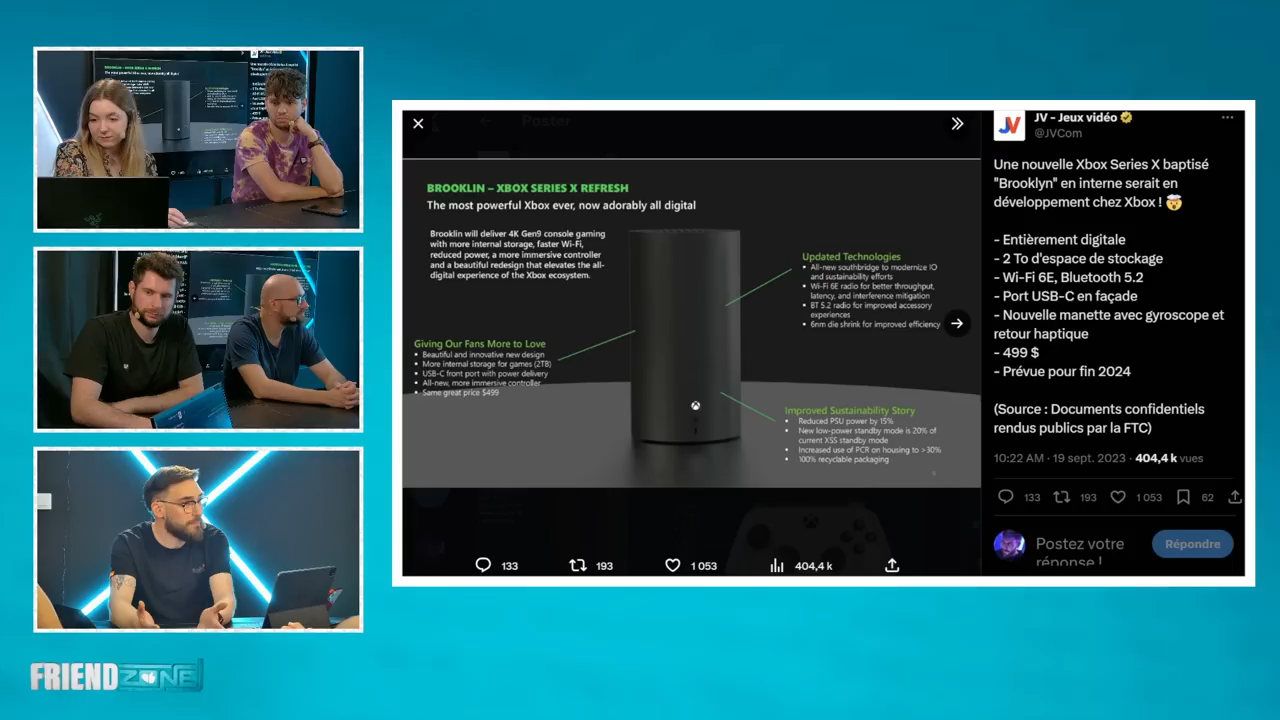 Poster
BROOKLIN – XBOX SERIES X REFRESH
The most powerful Xbox ever, now adorably all digital
Brooklin will deliver 4K Gen9 console gaming
with more internal storage, faster Wi-Fi,
reduced power, a more immersive controller
and a beautiful redesign that elevates the all-
digital experience of the Xbox ecosystem.
Updated Technologies
• All-new southbridge to modernize IO
and sustainability efforts
• Wi-Fi 6E radio for better throughput,
latency, and interference mitigation
• BT 5.2 radio for improved accessory
experiences
• 6nm die shrink for improved efficiency
Giving Our Fans More to Love
• Beautiful and innovative new design
• More internal storage for games (2TB)
• USB-C front port with power delivery
• All-new, more immersive controller
• Same great price $499
Improved Sustainability Story
• Reduced PSU power by 15%
• New low-power standby mode is 20% of
current XSS standby mode
• Increased use of PCR on housing to >30%
• 100% recyclable packaging
133
193
1 053
404,4 k
JV
JV - Jeux vidéo
@JVCom
Une nouvelle Xbox Series X baptisé
"Brooklyn" en interne serait en
développement chez Xbox ! 🤯
- Entièrement digitale
- 2 To d'espace de stockage
- Wi-Fi 6E, Bluetooth 5.2
- Port USB-C en façade
- Nouvelle manette avec gyroscope et
retour haptique
- 499 $
- Prévue pour fin 2024
(Source : Documents confidentiels
rendus publics par la FTC)
10:22 AM · 19 sept. 2023 · 404,4 k vues
133
193
1 053
62
Postez votre
réponse !
Répondre
FRIENDZONE